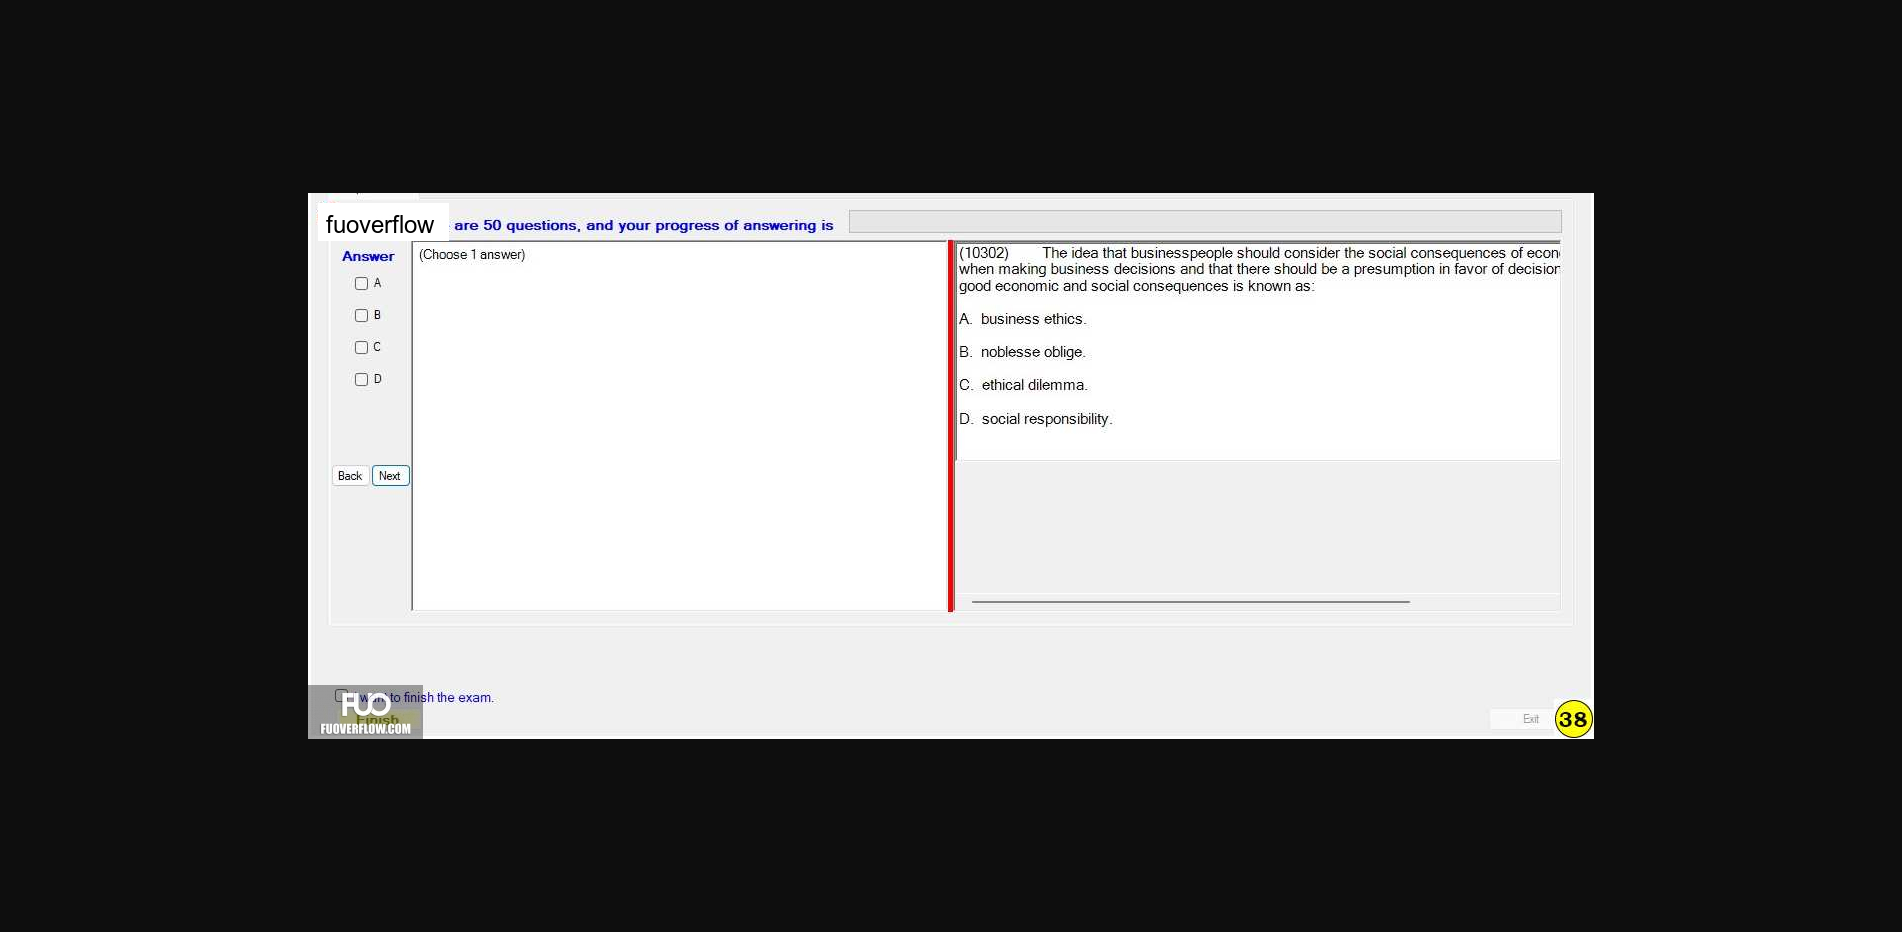 fuoverflow are 50 questions, and your progress of answering is
Answer
(Choose 1 answer)
A
B
C
D
Back Next
(10302) The idea that businesspeople should consider the social consequences of econ
when making business decisions and that there should be a presumption in favor of decision
good economic and social consequences is known as:
A. business ethics.
B. noblesse oblige.
C. ethical dilemma.
D. social responsibility.
I want to finish the exam.
Finish
FUO
FUOVERFLOW.COM
Exit
38